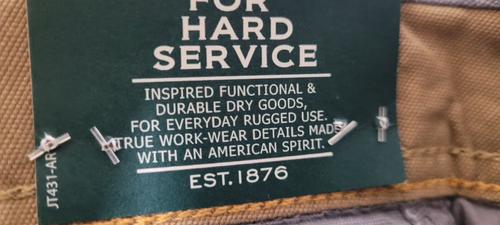 FOR
HARD
SERVICE
INSPIRED FUNCTIONAL &
DURABLE DRY GOODS,
FOR EVERYDAY RUGGED USE.
TRUE WORK-WEAR DETAILS MADE
WITH AN AMERICAN SPIRIT.
EST.1876
JT431-AR